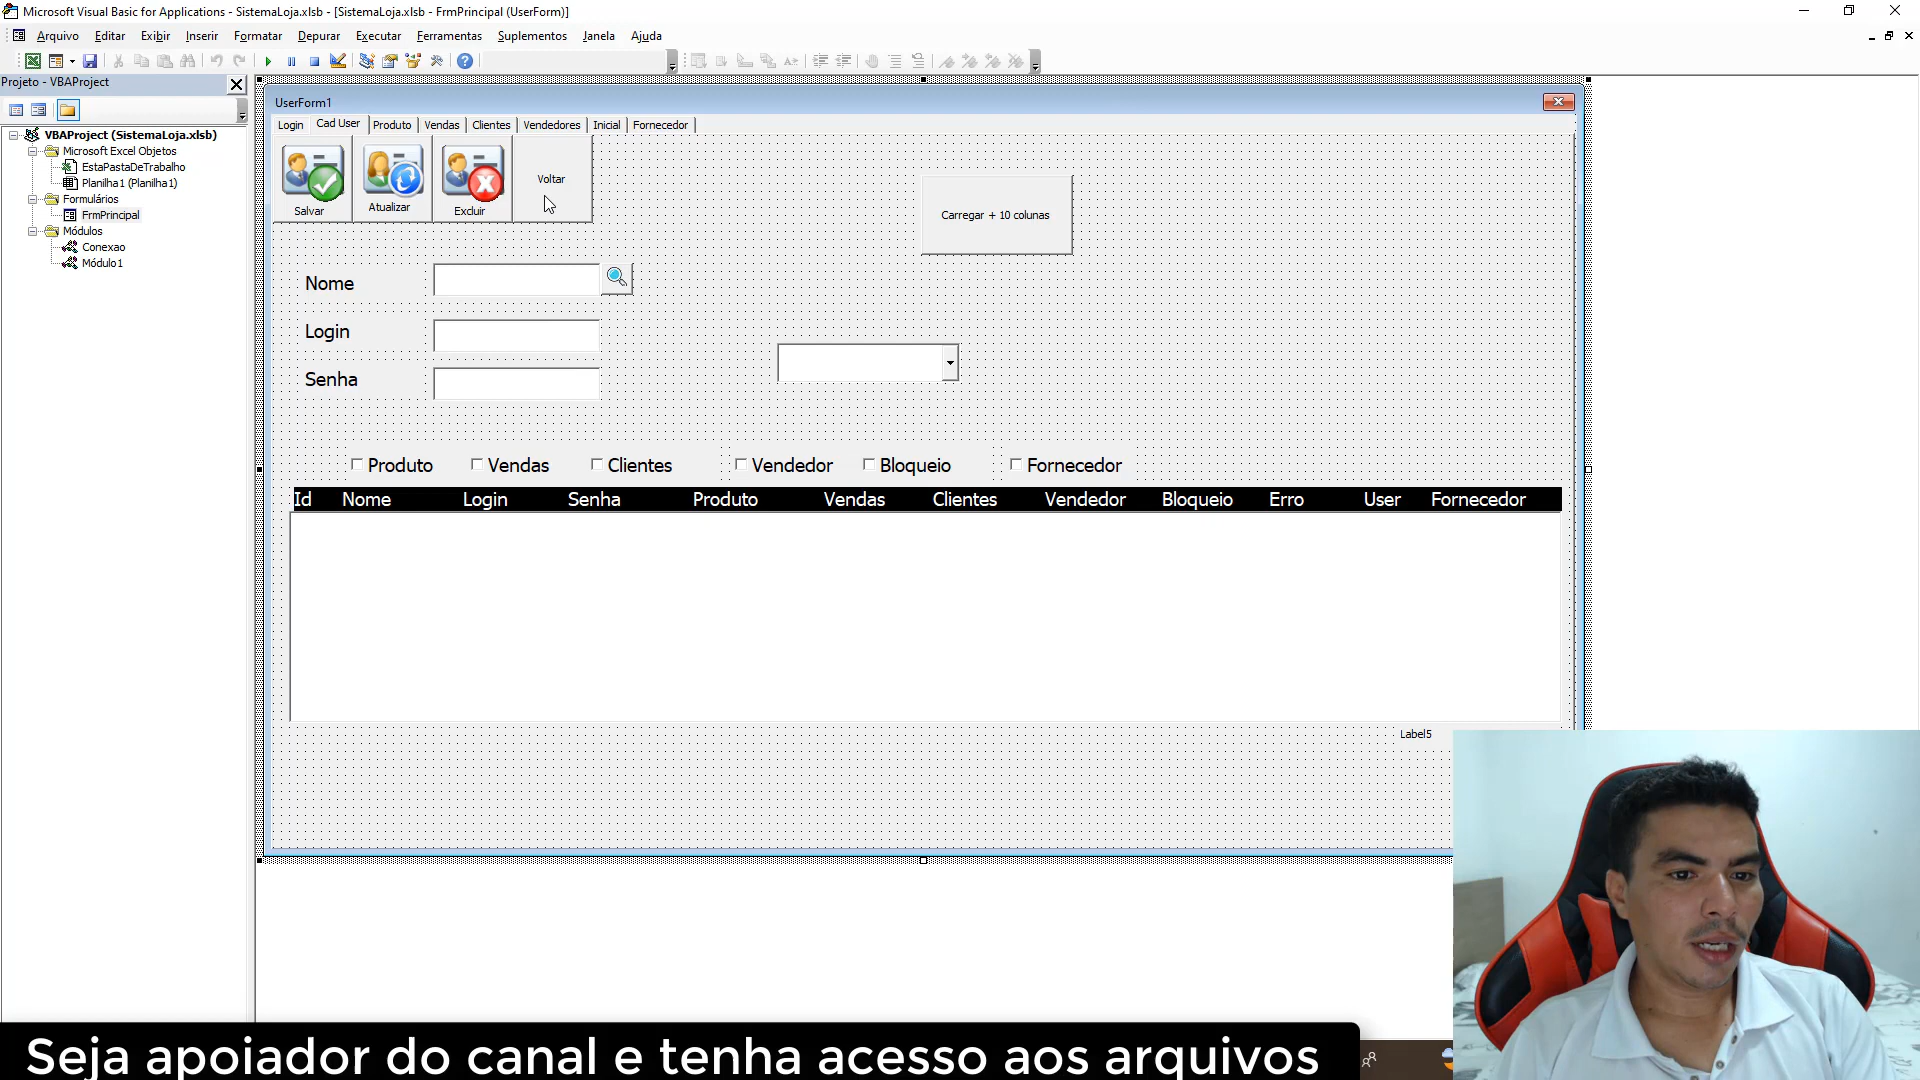 Microsoft Visual Basic for Applications - SistemaLoja.xlsb - [SistemaLoja.xlsb - FrmPrincipal (UserForm)]
Arquivo Editar Exibir Inserir Formatar Depurar Executar Ferramentas Suplementos Janela Ajuda
Projeto - VBAProject
VBAProject (SistemaLoja.xlsb)
Microsoft Excel Objetos
EstaPastaDeTrabalho
Planilha1 (Planilha1)
Formulários
FrmPrincipal
Módulos
Conexao
Módulo1
UserForm1
Login Cad User Produto Vendas Clientes Vendedores Inicial Fornecedor
Salvar Atualizar Excluir Voltar
Carregar + 10 colunas
Nome
Login
Senha
Produto Vendas Clientes Vendedor Bloqueio Fornecedor
Id Nome Login Senha Produto Vendas Clientes Vendedor Bloqueio Erro User Fornecedor
Label5
Seja apoiador do canal e tenha acesso aos arquivos